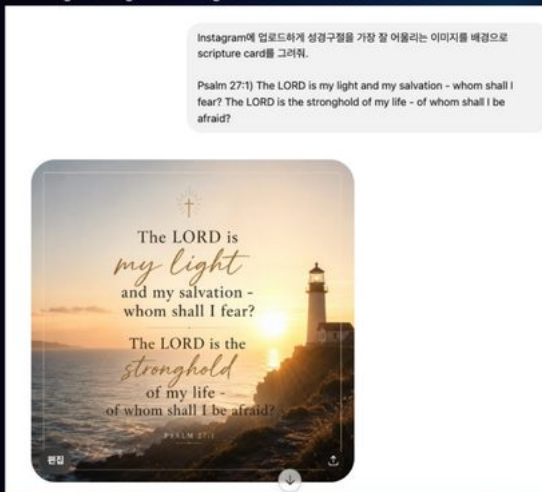 Instagram에 업로드하게 성경구절을 가장 잘 어울리는 이미지를 배경으로
scripture card를 그려줘.
Psalm 27:1) The LORD is my light and my salvation - whom shall I
fear? The LORD is the stronghold of my life - of whom shall I be
afraid?
The LORD is
my light
and my salvation -
whom shall I fear?
The LORD is the
stronghold
of my life -
of whom shall I be afraid?
PSALM 27:1
편집